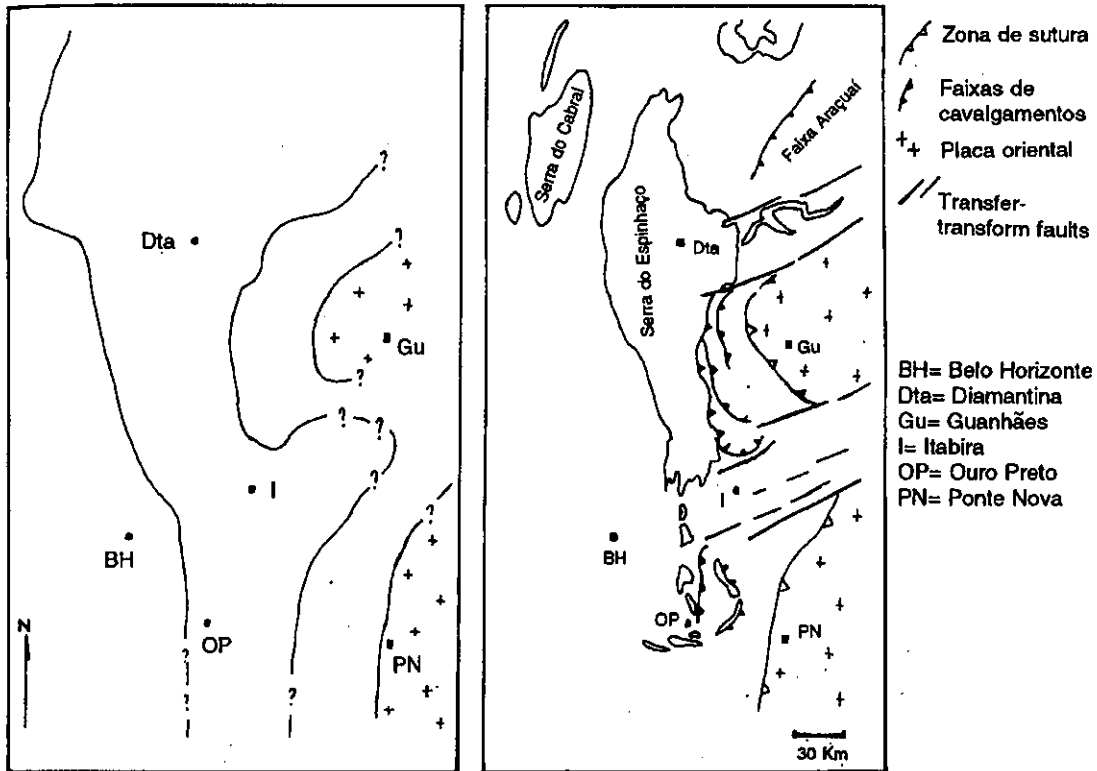 ?
Dta
?
Gu
?
?
?
?
I
?
?
BH
N
OP
PN
?
?
?
?
Serra do Cabral
Faixa Araçuaí
Serra do Espinhaço
Dta
Gu
I
BH
OP
PN
30 Km
Zona de sutura
Faixas de
cavalgamentos
Placa oriental
Transfer-
transform faults
BH= Belo Horizonte
Dta= Diamantina
Gu= Guanhães
I= Itabira
OP= Ouro Preto
PN= Ponte Nova